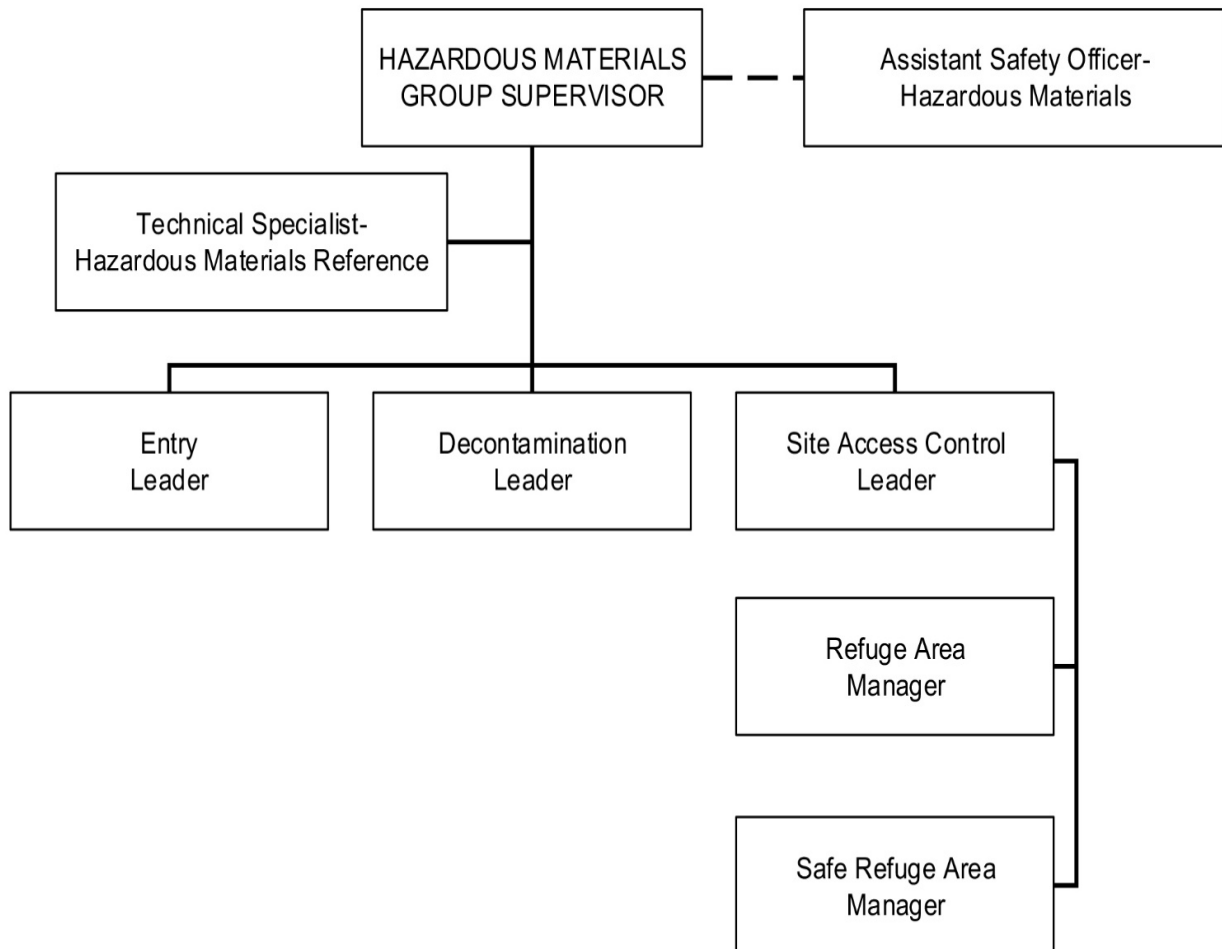 HAZARDOUS MATERIALS
GROUP SUPERVISOR
Assistant Safety Officer-
Hazardous Materials
Technical Specialist-
Hazardous Materials Reference
Entry
Leader
Decontamination
Leader
Site Access Control
Leader
Refuge Area
Manager
Safe Refuge Area
Manager